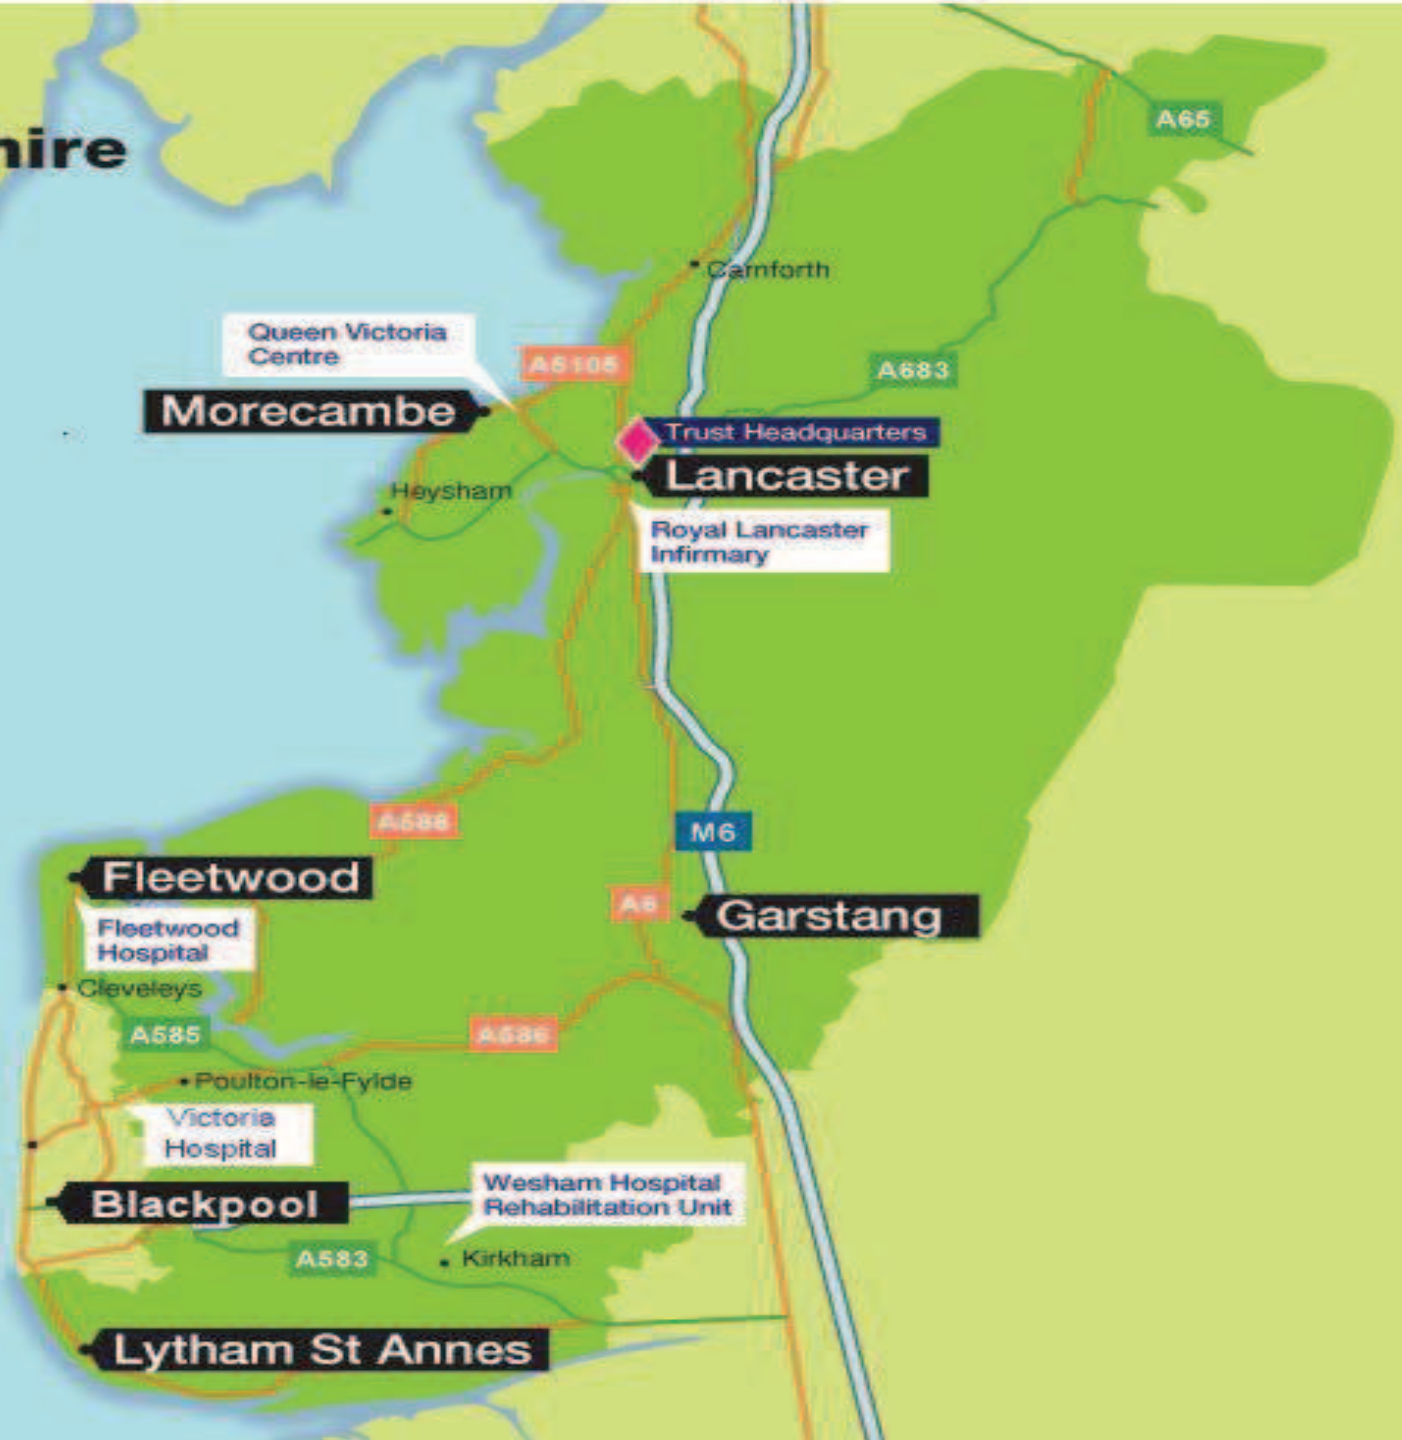 A65
hire
Carnforth
Queen Victoria
Centre
A5105
A683
Morecambe
Trust Headquarters
Lancaster
Heysham
Royal Lancaster
Infirmary
A588
M6
Fleetwood
A6
Garstang
Fleetwood
Hospital
Cleveleys
A585
A586
Poulton-le-Fylde
Victoria
Hospital
Wesham Hospital
Rehabilitation Unit
Blackpool
A583
Kirkham
Lytham St Annes